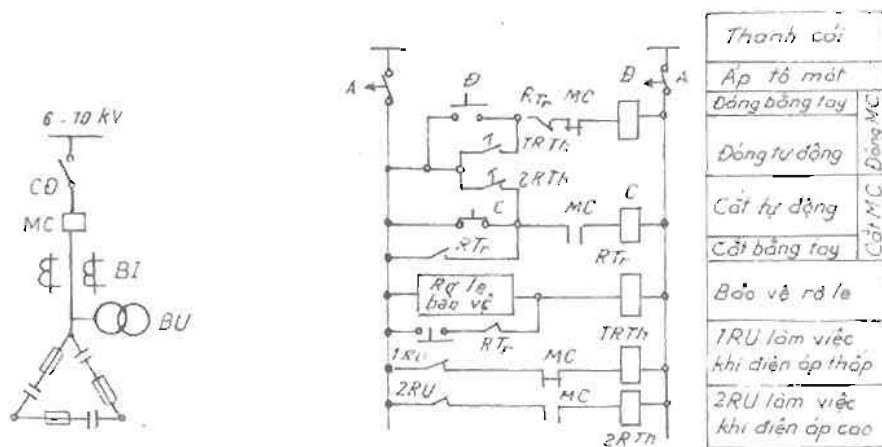 6-10 kV
CĐ
MC
BI
BU
A
Đ
RTr MC
Đ
A
1RTh
2RTh
C
MC
C
RTr
RTr
Rơ le
bảo vệ
RTr
1RTh
1RU
MC
2RU
MC
2RTh
Thanh cái
Áp tô mát
Đóng bằng tay
Đóng tự động
Đóng MC
Cắt tự động
Cắt bằng tay
Cắt MC
Bảo vệ rơ le
1RU làm việc
khi điện áp thấp
2RU làm việc
khi điện áp cao